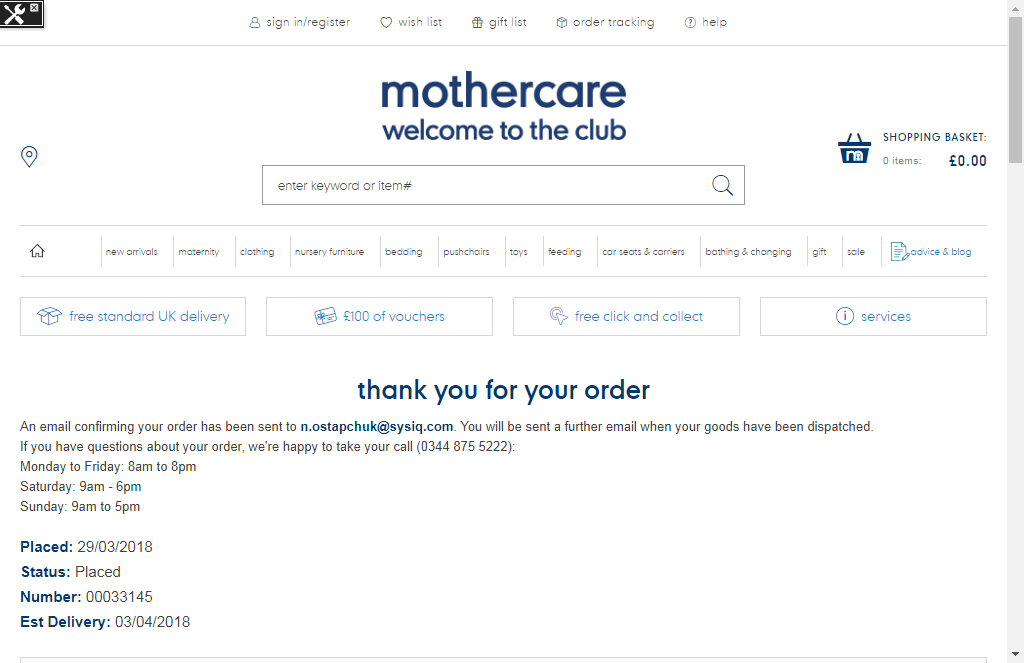 sign in/register wish list gift list order tracking help
mothercare
welcome to the club
SHOPPING BASKET:
0 items: £0.00
enter keyword or item#
new arrivals maternity clothing nursery furniture bedding pushchairs toys feeding car seats & carriers bathing & changing gift sale advice & blog
free standard UK delivery £100 of vouchers free click and collect services
thank you for your order
An email confirming your order has been sent to n.ostapchuk@sysiq.com. You will be sent a further email when your goods have been dispatched.
If you have questions about your order, we're happy to take your call (0344 875 5222):
Monday to Friday: 8am to 8pm
Saturday: 9am - 6pm
Sunday: 9am to 5pm
Placed: 29/03/2018
Status: Placed
Number: 00033145
Est Delivery: 03/04/2018